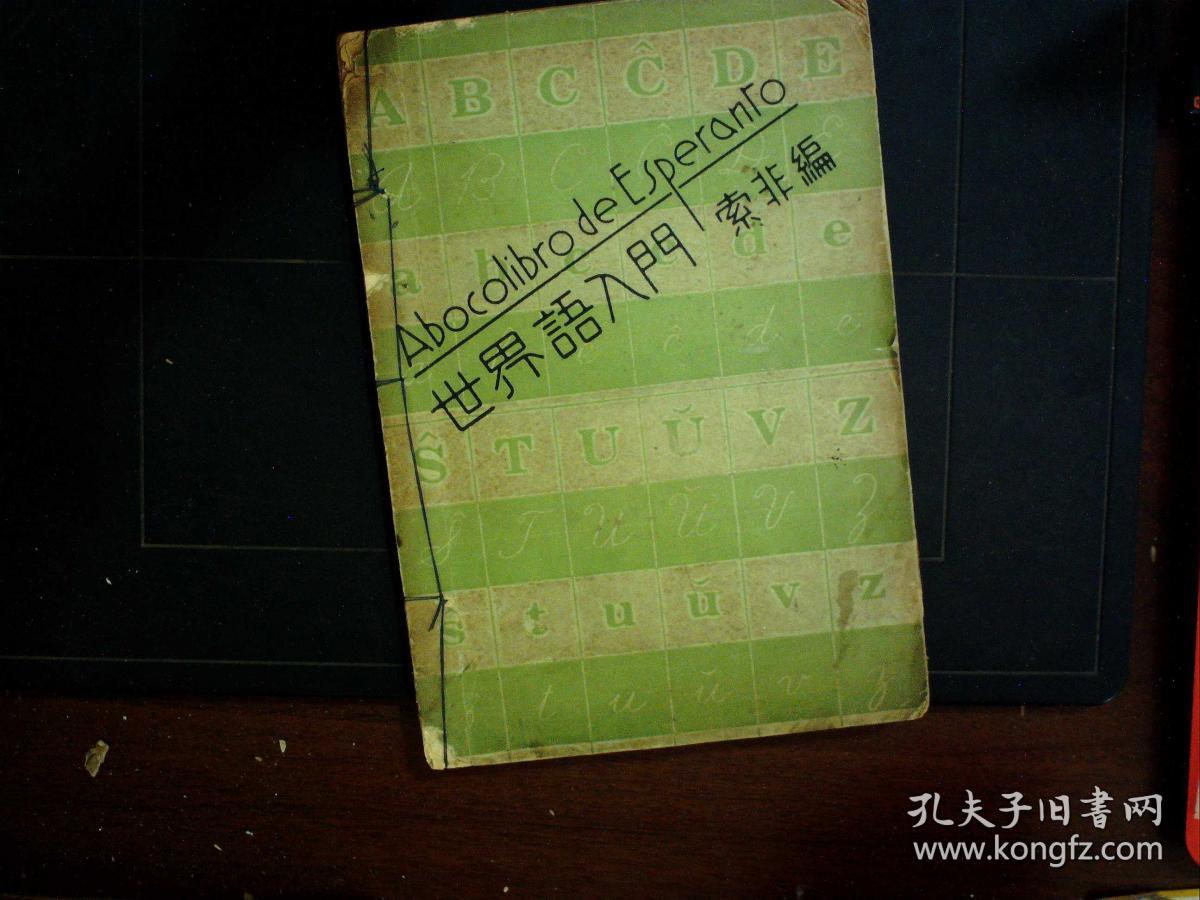 A B C Ĉ D E
A B C Ĉ D E
Abocolibro de Esperanto
世界語入門 索非編
a b c ĉ d e
ĉ d e
Ŝ T U Ŭ V Z
Ŝ T U Ŭ V Z
ŝ t u ŭ v z
ŝ t u ŭ v z
孔夫子旧书网
www.kongfz.com